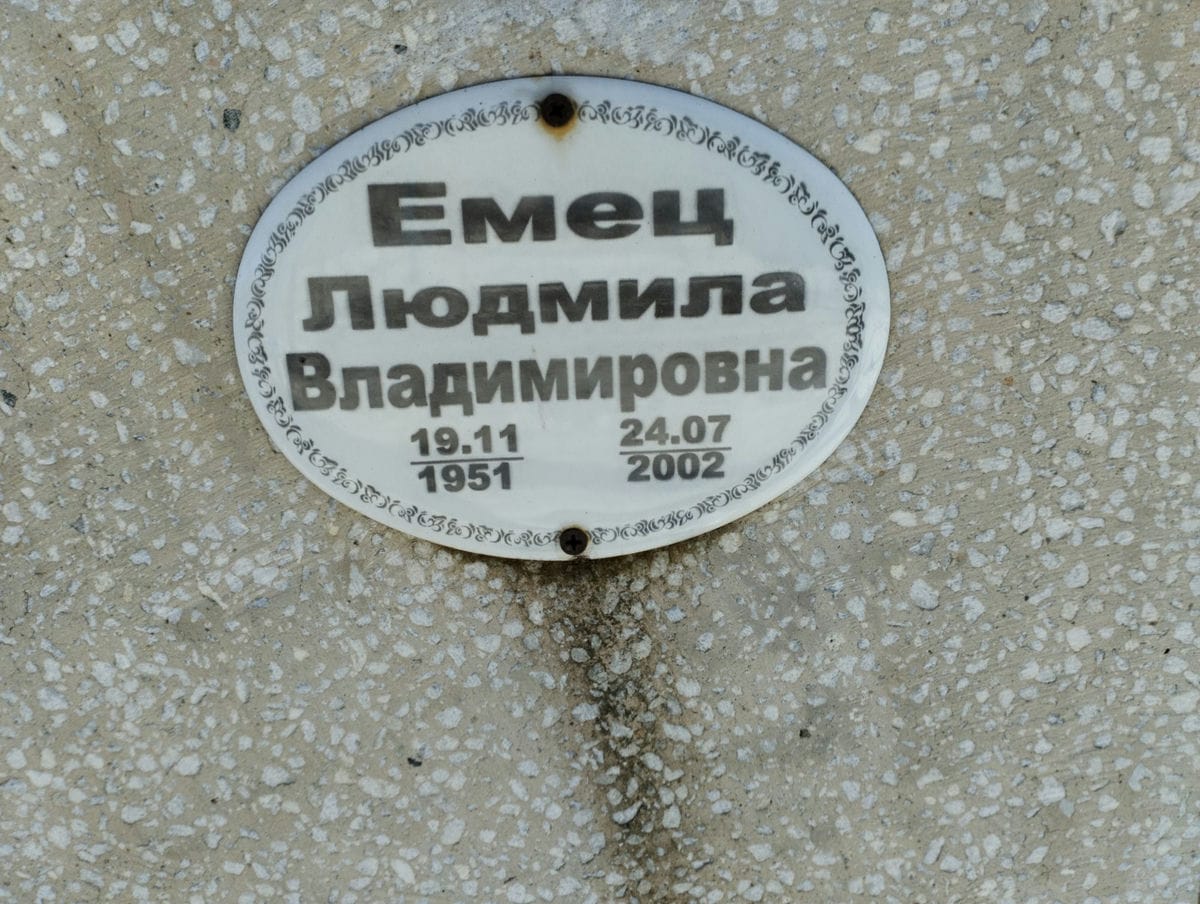 Емец
Людмила
Владимировна
19.11 24.07
1951 2002